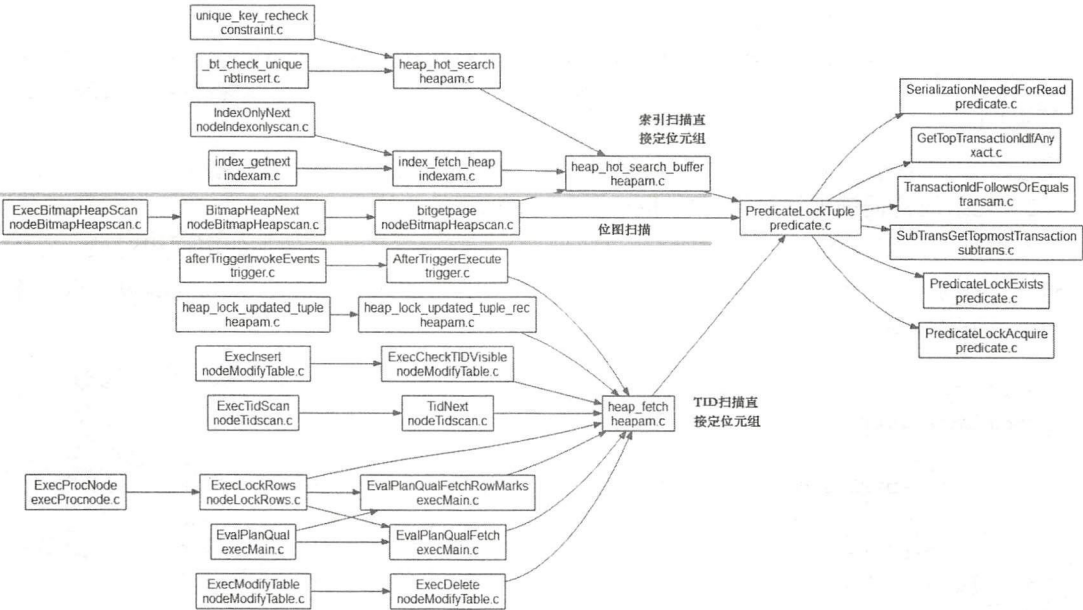 unique_key_recheck
constraint.c
_bt_check_unique
nbtinsert.c
heap_hot_search
heapam.c
IndexOnlyNext
nodeIndexonlyscan.c
index_getnext
indexam.c
index_fetch_heap
indexam.c
索引扫描直
接定位元组
heap_hot_search_buffer
heapam.c
ExecBitmapHeapScan
nodeBitmapHeapscan.c
BitmapHeapNext
nodeBitmapHeapscan.c
bitgetpage
nodeBitmapHeapscan.c
位图扫描
PredicateLockTuple
predicate.c
SerializationNeededForRead
predicate.c
GetTopTransactionIdIfAny
xact.c
TransactionIdFollowsOrEquals
transam.c
SubTransGetTopmostTransaction
subtrans.c
PredicateLockExists
predicate.c
PredicateLockAcquire
predicate.c
afterTriggerInvokeEvents
trigger.c
AfterTriggerExecute
trigger.c
heap_lock_updated_tuple
heapam.c
heap_lock_updated_tuple_rec
heapam.c
ExecInsert
nodeModifyTable.c
ExecCheckTIDVisible
nodeModifyTable.c
ExecTidScan
nodeTidscan.c
TidNext
nodeTidscan.c
heap_fetch
heapam.c
TID扫描直
接定位元组
ExecProcNode
execProcnode.c
ExecLockRows
nodeLockRows.c
EvalPlanQualFetchRowMarks
execMain.c
EvalPlanQual
execMain.c
EvalPlanQualFetch
execMain.c
ExecModifyTable
nodeModifyTable.c
ExecDelete
nodeModifyTable.c